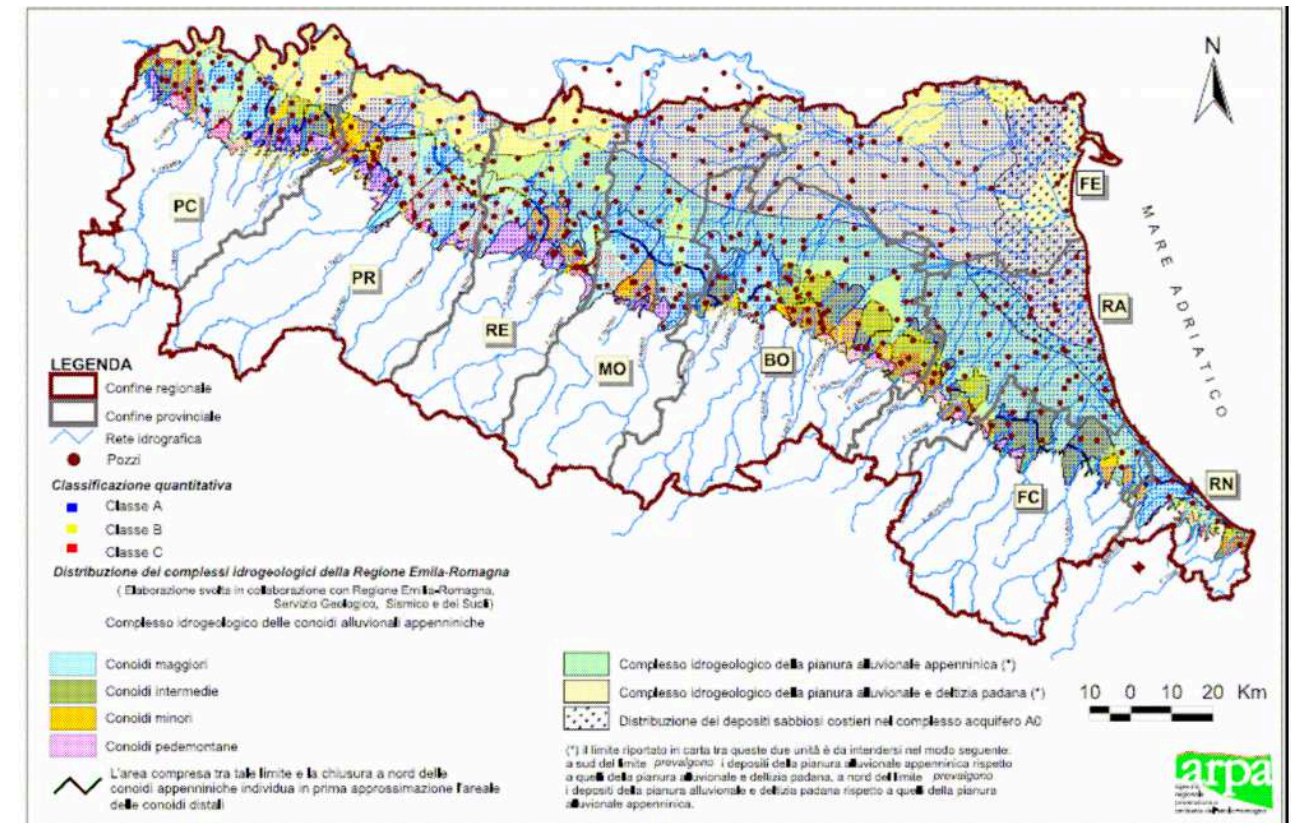 N
PC
PR
RE
MO
BO
FC
FE
RA
RN
MARE ADRIATICO
LEGENDA
Confine regionale
Confine provinciale
Rete idrografica
Pozzi
Classificazione quantitativa
Classe A
Classe B
Classe C
Distribuzione dei complessi idrogeologici della Regione Emila-Romagna
( Elaborazione svolta in collaborazione con Regione Emilia-Romagna,
Servizio Geologico, Sismico e dei Suoli)
Complesso idrogeologico delle conoidi alluvionali appenniniche
Conoidi maggiori
Conoidi intermedie
Conoidi minori
Conoidi pedemontane
L'area compresa tra tale limite e la chiusura a nord delle
conoidi appenniniche individua in prima approssimazione l'areale
delle conoidi distali
Complesso idrogeologico della pianura alluvionale appenninica (*)
Complesso idrogeologico della pianura alluvionale e deltizia padana (*)
Distribuzione dei depositi sabbiosi costieri nel complesso acquifero A0
(*) il limite riportato in carta tra queste due unità è da intendersi nel modo seguente:
a sud del limite prevalgono i depositi della pianura alluvionale appenninica rispetto
a quelli della pianura alluvionale e deltizia padana, a nord del limite prevalgono
i depositi della pianura alluvionale e deltizia padana rispetto a quelli della pianura
alluvionale appenninica.
10 0 10 20 Km
arpa